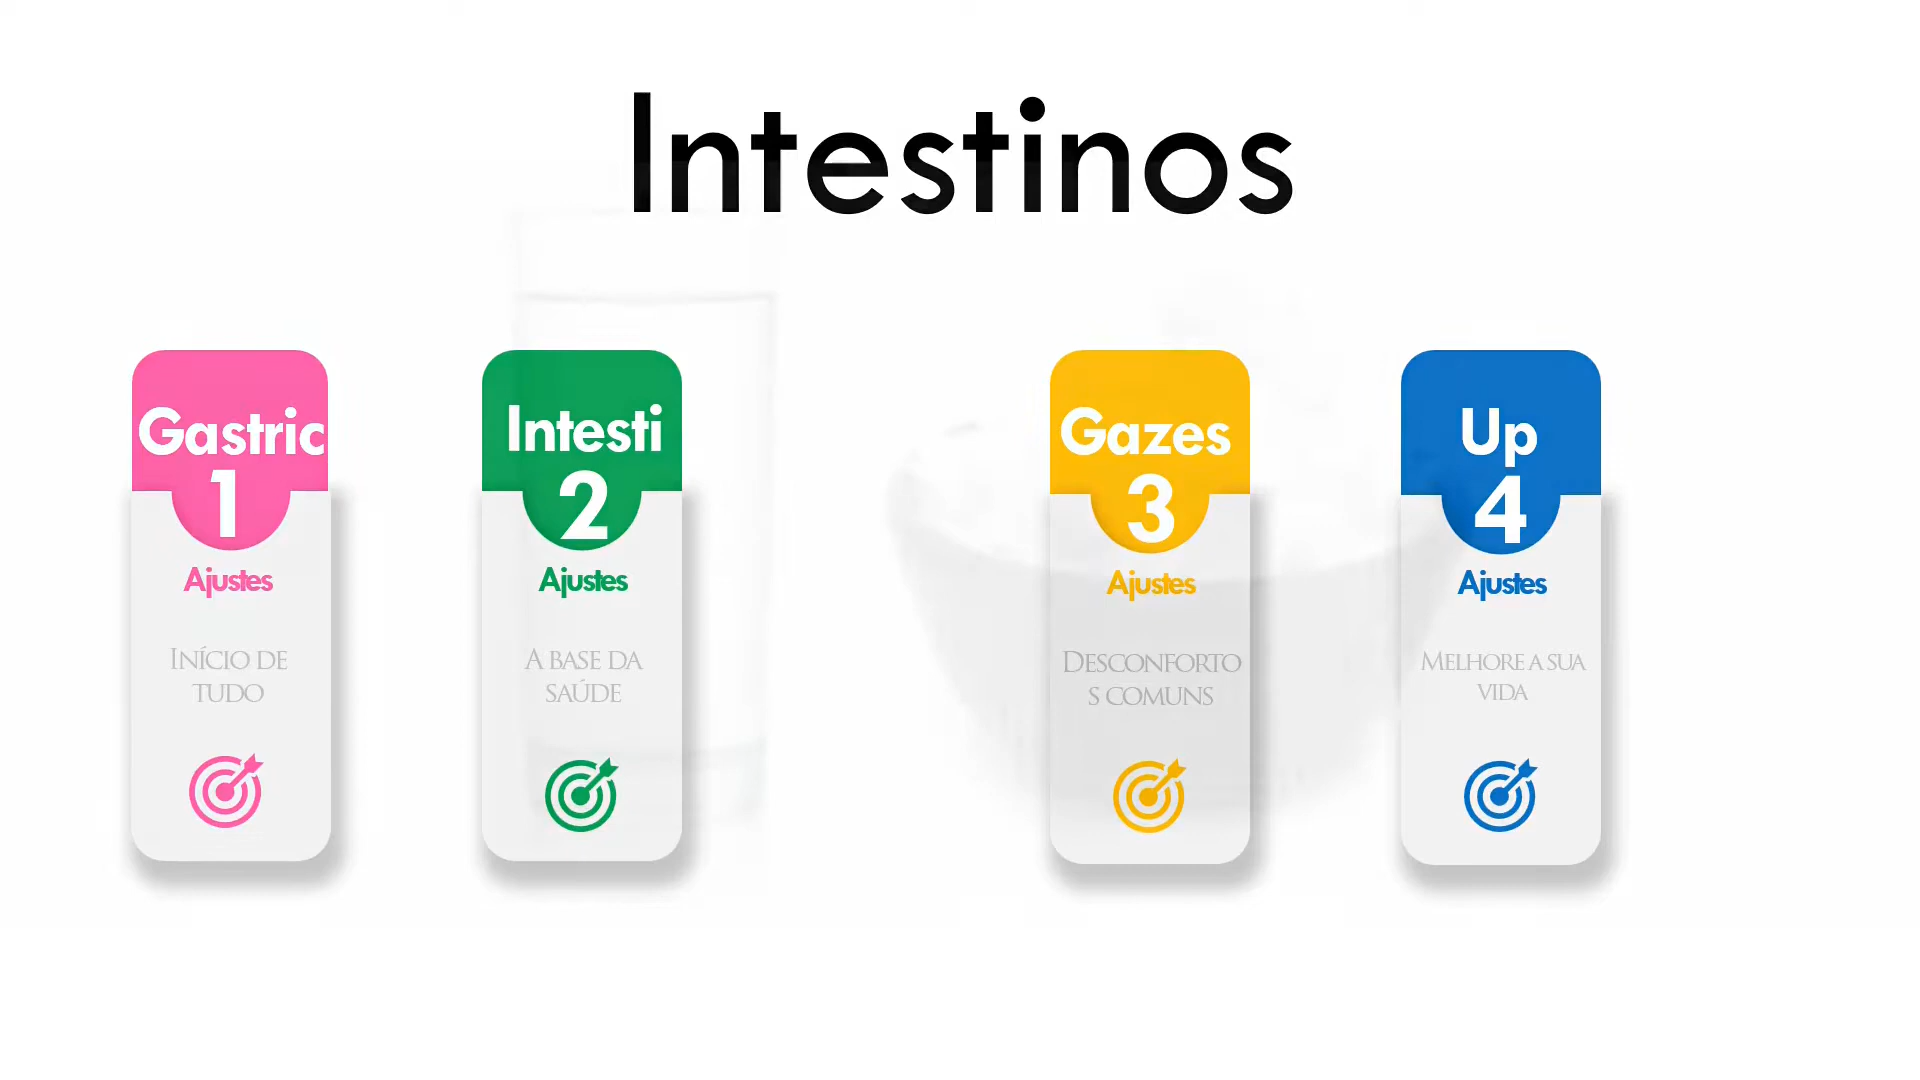 Intestinos
Gastric
1
Ajustes
INÍCIO DE
TUDO
Intesti
2
Ajustes
A BASE DA
SAÚDE
Gazes
3
Ajustes
DESCONFORTO
S COMUNS
Up
4
Ajustes
MELHORE A SUA
VIDA